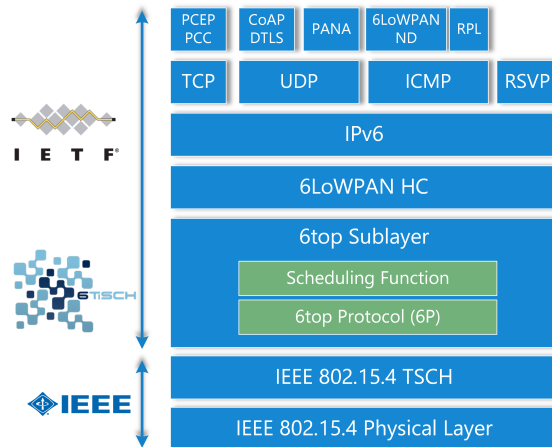 PCEP
PCC
CoAP
DTLS
PANA
6LoWPAN
ND
RPL
TCP
UDP
ICMP
RSVP
IETF®
IPv6
6LoWPAN HC
6top Sublayer
Scheduling Function
6TiSCH
6top Protocol (6P)
IEEE 802.15.4 TSCH
IEEE
IEEE 802.15.4 Physical Layer